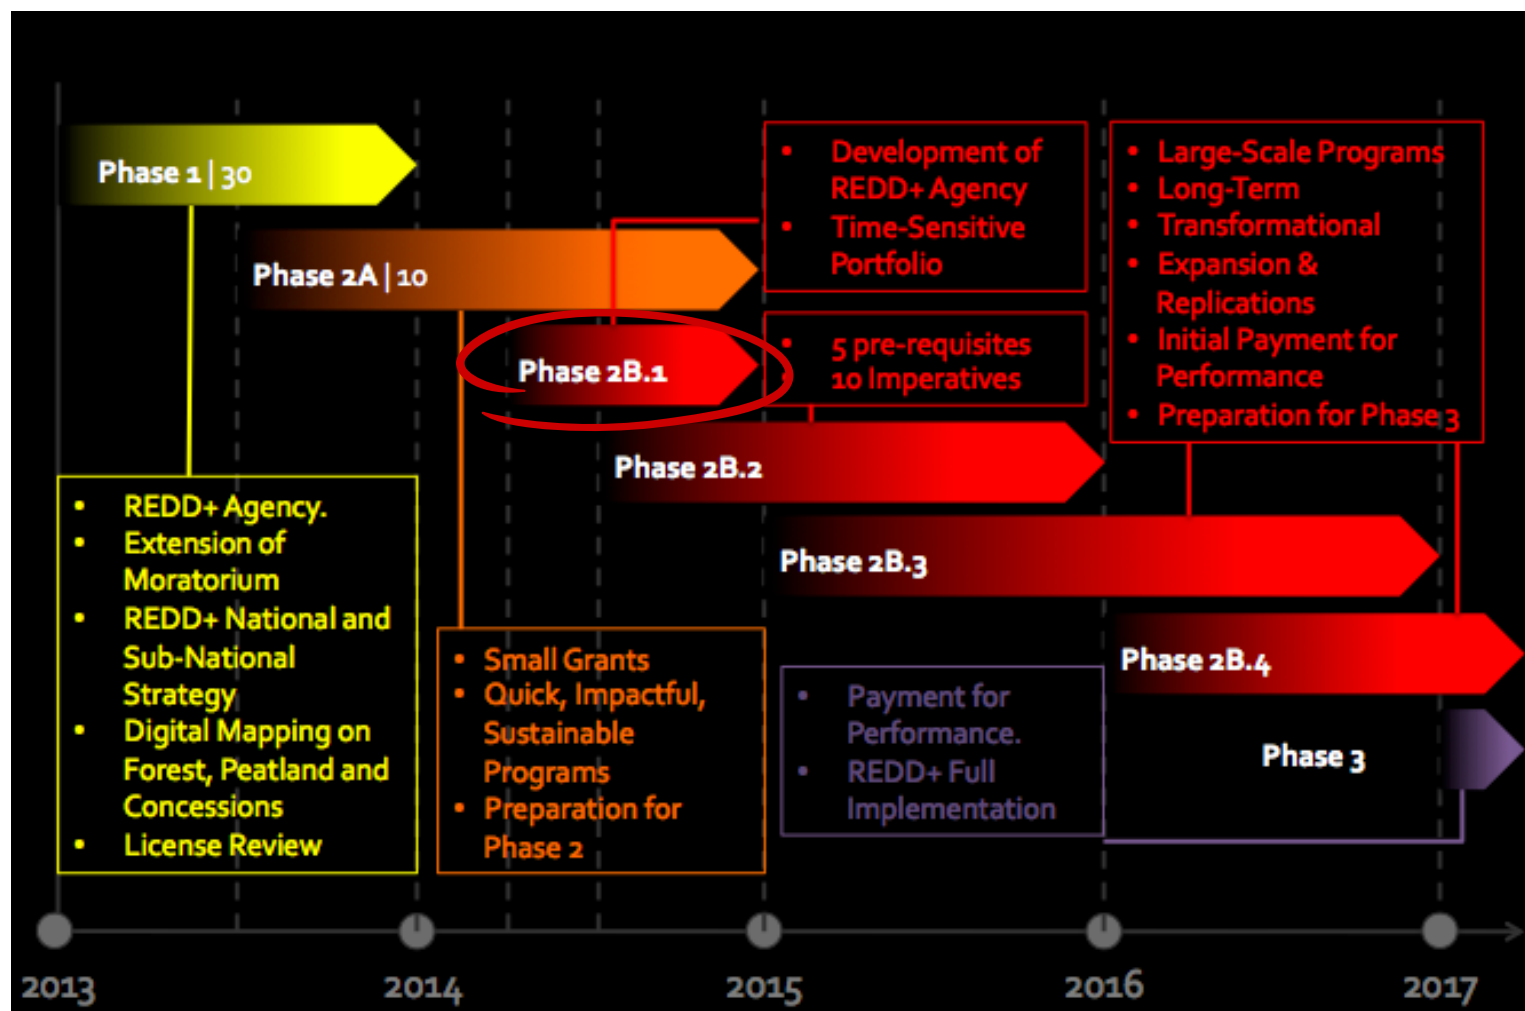 Phase 1 | 30
Phase 2A | 10
Phase 2B.1
Phase 2B.2
Phase 2B.3
Phase 2B.4
Phase 3
• Development of
REDD+ Agency
• Time-Sensitive
Portfolio
• 5 pre-requisites
• 10 Imperatives
• Large-Scale Programs
• Long-Term
• Transformational
• Expansion &
Replications
• Initial Payment for
Performance
• Preparation for Phase 3
• REDD+ Agency.
• Extension of
Moratorium
• REDD+ National and
Sub-National
Strategy
• Digital Mapping on
Forest, Peatland and
Concessions
• License Review
• Small Grants
• Quick, Impactful,
Sustainable
Programs
• Preparation for
Phase 2
• Payment for
Performance.
• REDD+ Full
Implementation
2013
2014
2015
2016
2017